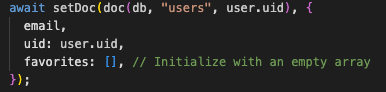 await setDoc(doc(db, "users", user.uid), {
  email,
  uid: user.uid,
  favorites: [], // Initialize with an empty array
});